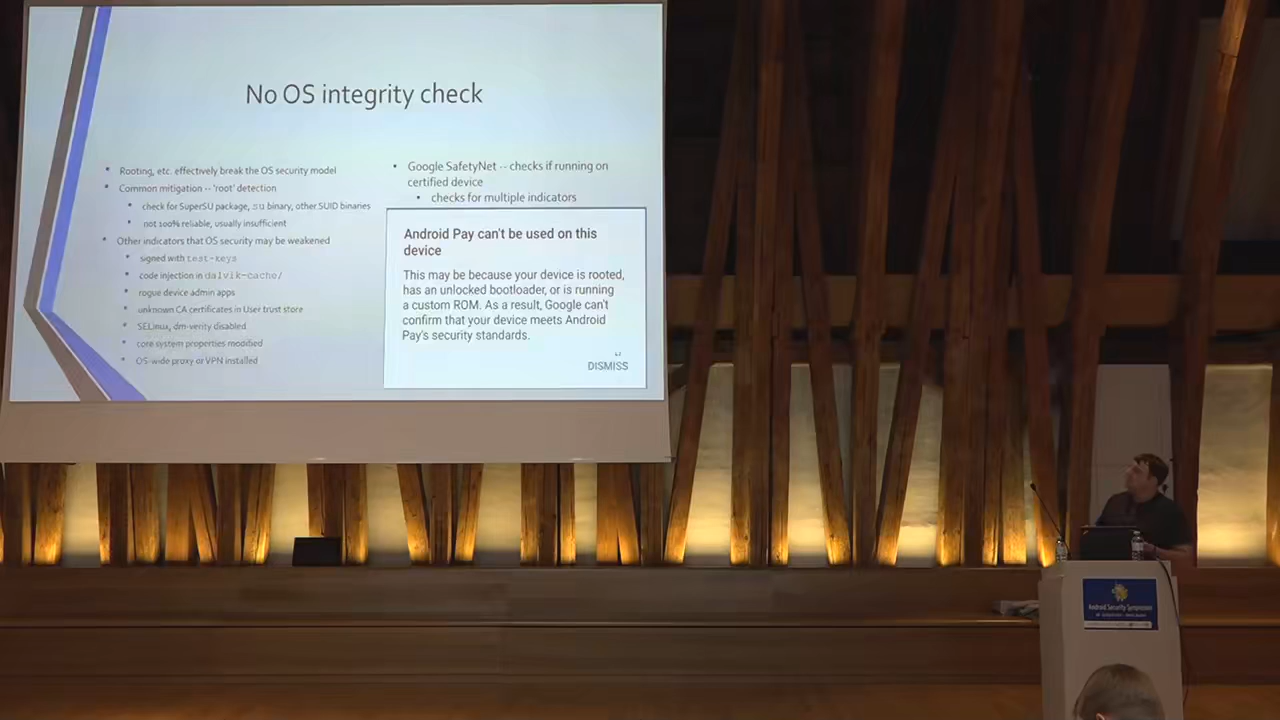 No OS integrity check
Rooting, etc. effectively break the OS security model
Common mitigation -- 'root' detection
check for SuperSU package, su binary, other SUID binaries
not 100% reliable, usually insufficient
Other indicators that OS security may be weakened
signed with test-keys
code injection in dalvik-cache/
rogue device admin apps
unknown CA certificates in User trust store
SELinux, dm-verity disabled
core system properties modified
OS-wide proxy or VPN installed
Google SafetyNet -- checks if running on
certified device
checks for multiple indicators
Android Pay can't be used on this
device
This may be because your device is rooted,
has an unlocked bootloader, or is running
a custom ROM. As a result, Google can't
confirm that your device meets Android
Pay's security standards.
DISMISS
Android Security Symposium